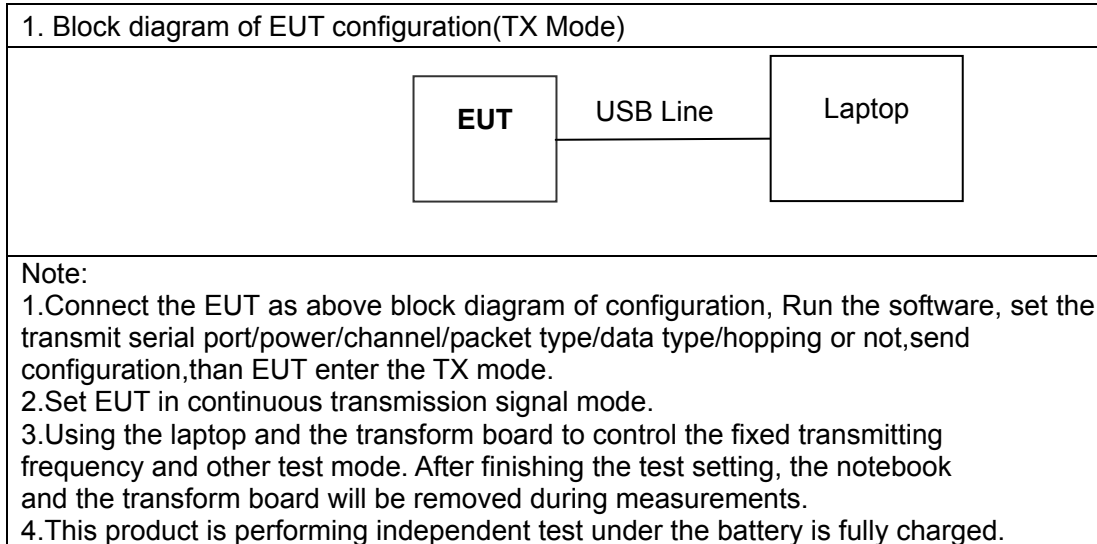 1. Block diagram of EUT configuration(TX Mode)
EUT
USB Line
Laptop
Note:
1.Connect the EUT as above block diagram of configuration, Run the software, set the
transmit serial port/power/channel/packet type/data type/hopping or not,send
configuration,than EUT enter the TX mode.
2.Set EUT in continuous transmission signal mode.
3.Using the laptop and the transform board to control the fixed transmitting
frequency and other test mode. After finishing the test setting, the notebook
and the transform board will be removed during measurements.
4.This product is performing independent test under the battery is fully charged.